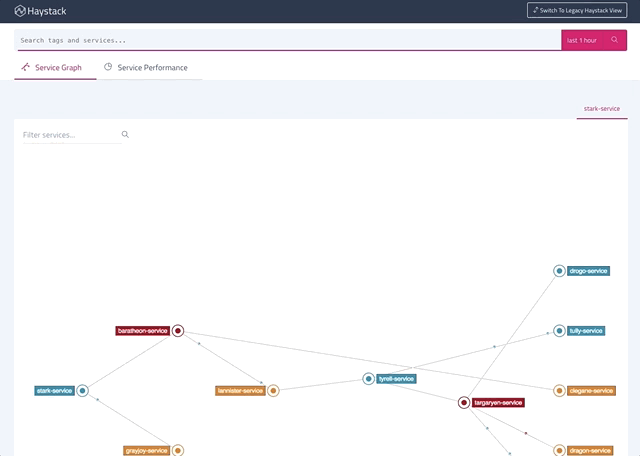 Haystack
Switch To Legacy Haystack View
Search tags and services...
last 1 hour
Service Graph
Service Performance
stark-service
Filter services...
drogo-service
baratheon-service
tully-service
tyroll-service
stark-service
lannister-service
clegane-service
targaryen-service
grayjoy-service
dragon-service